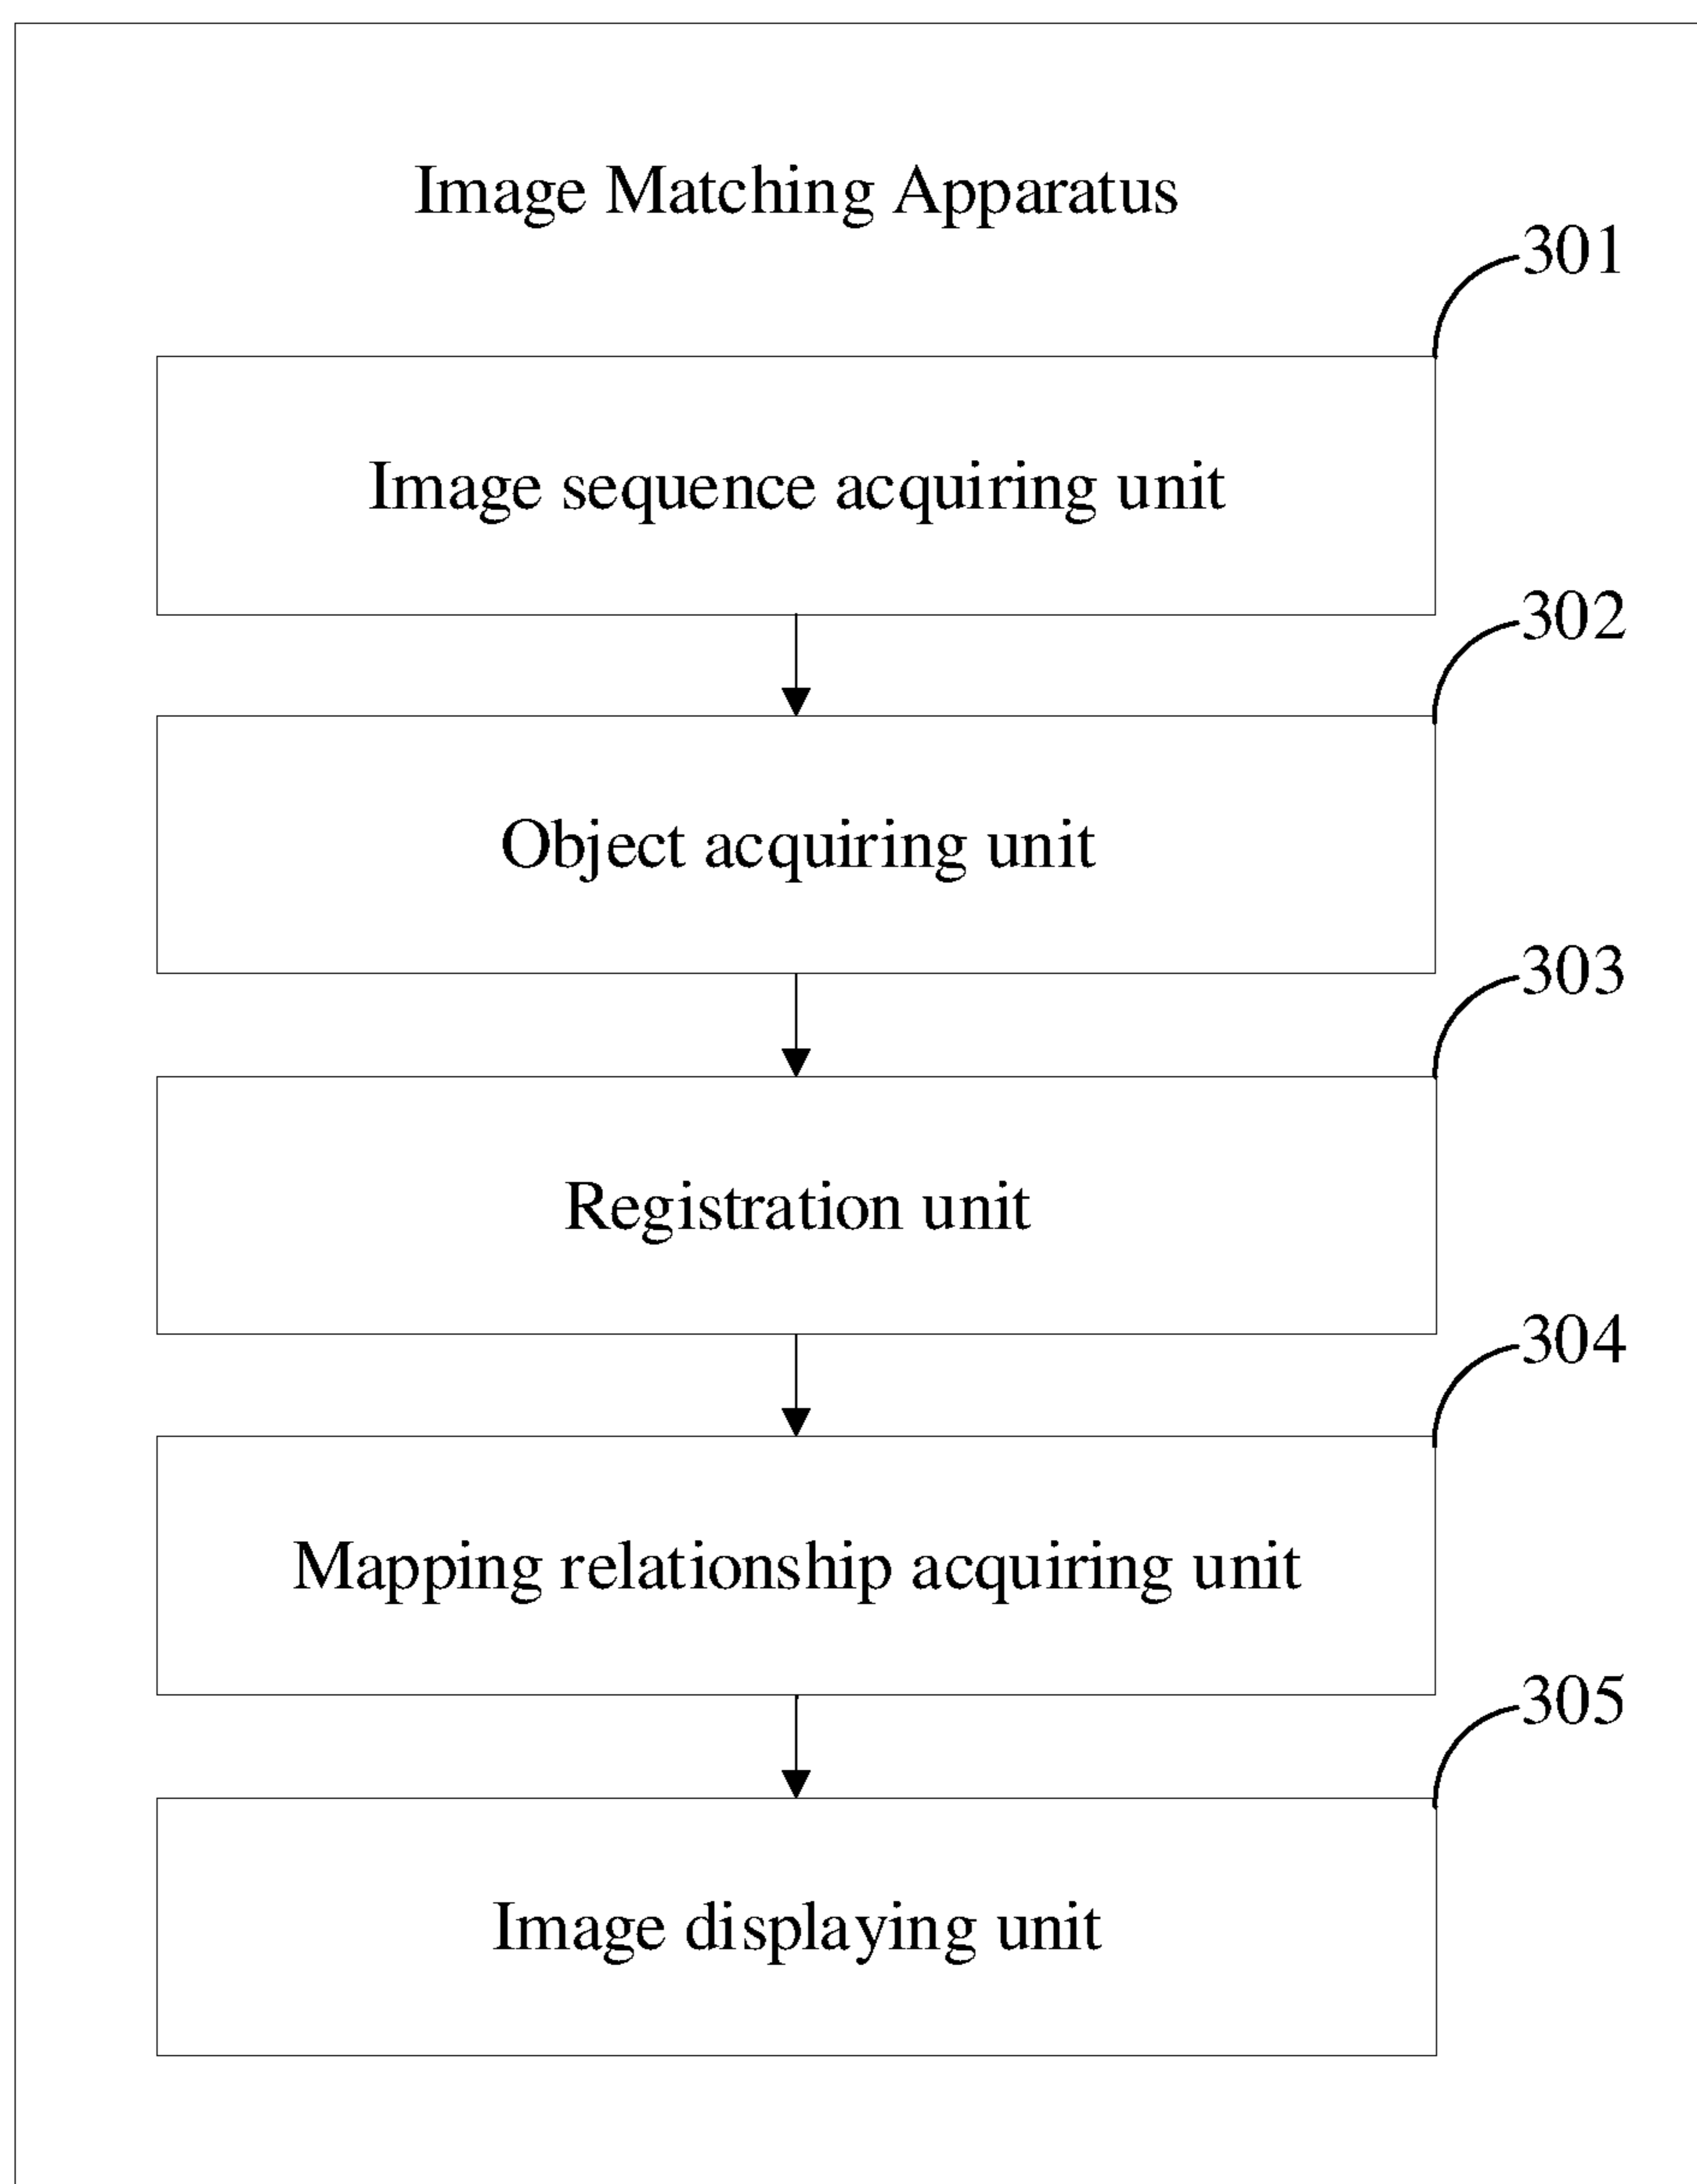 Image Matching Apparatus
301
Image sequence acquiring unit
302
Object acquiring unit
303
Registration unit
304
Mapping relationship acquiring unit
305
Image displaying unit